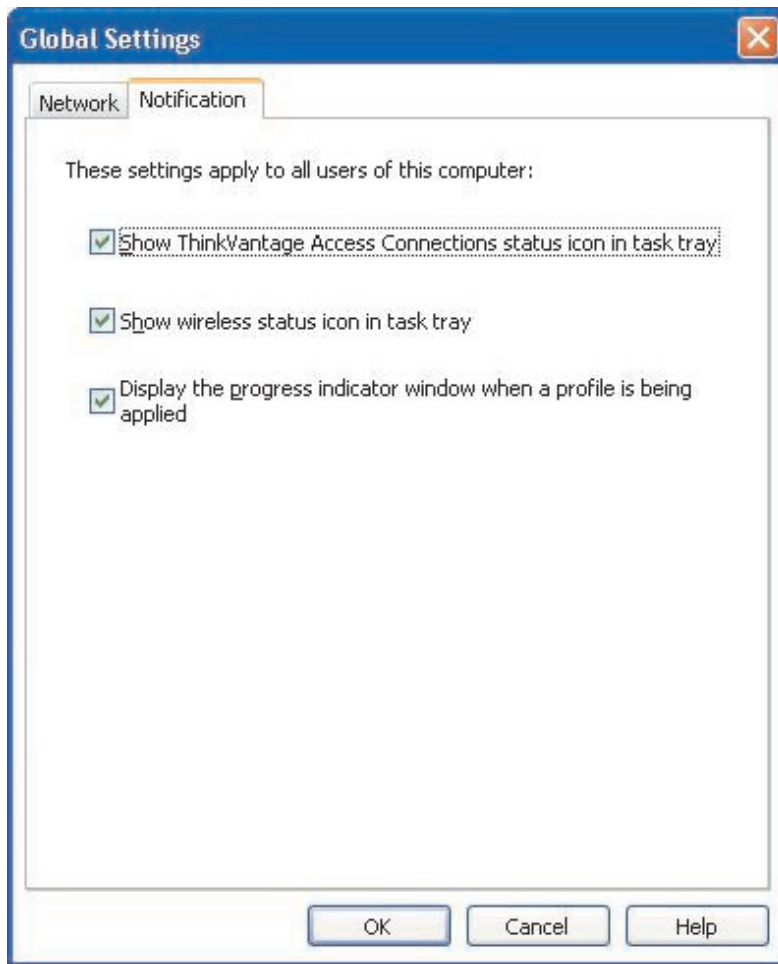 Global Settings
Network
Notification
These settings apply to all users of this computer:
Show ThinkVantage Access Connections status icon in task tray
Show wireless status icon in task tray
Display the progress indicator window when a profile is being
applied
OK
Cancel
Help